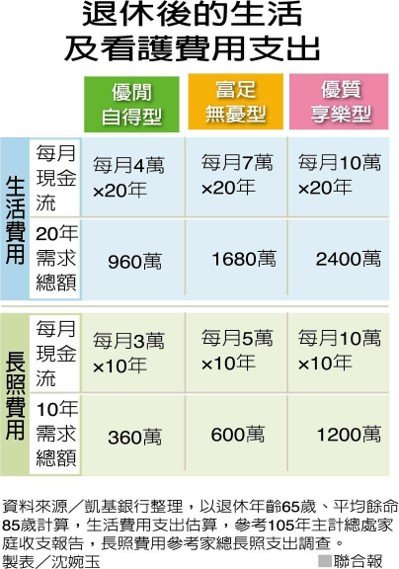 退休後的生活
及看護費用支出
優閒
自得型
富足
無憂型
優質
享樂型
生活費用
每月
現金
流
每月4萬
×20年
每月7萬
×20年
每月10萬
×20年
20年
需求
總額
960萬
1680萬
2400萬
長照費用
每月
現金
流
每月3萬
×10年
每月5萬
×10年
每月10萬
×10年
10年
需求
總額
360萬
600萬
1200萬
資料來源／凱基銀行整理，以退休年齡65歲、平均餘命
85歲計算，生活費用支出估算，參考105年主計總處家
庭收支報告，長照費用參考家總長照支出調查。
製表／沈婉玉
■聯合報